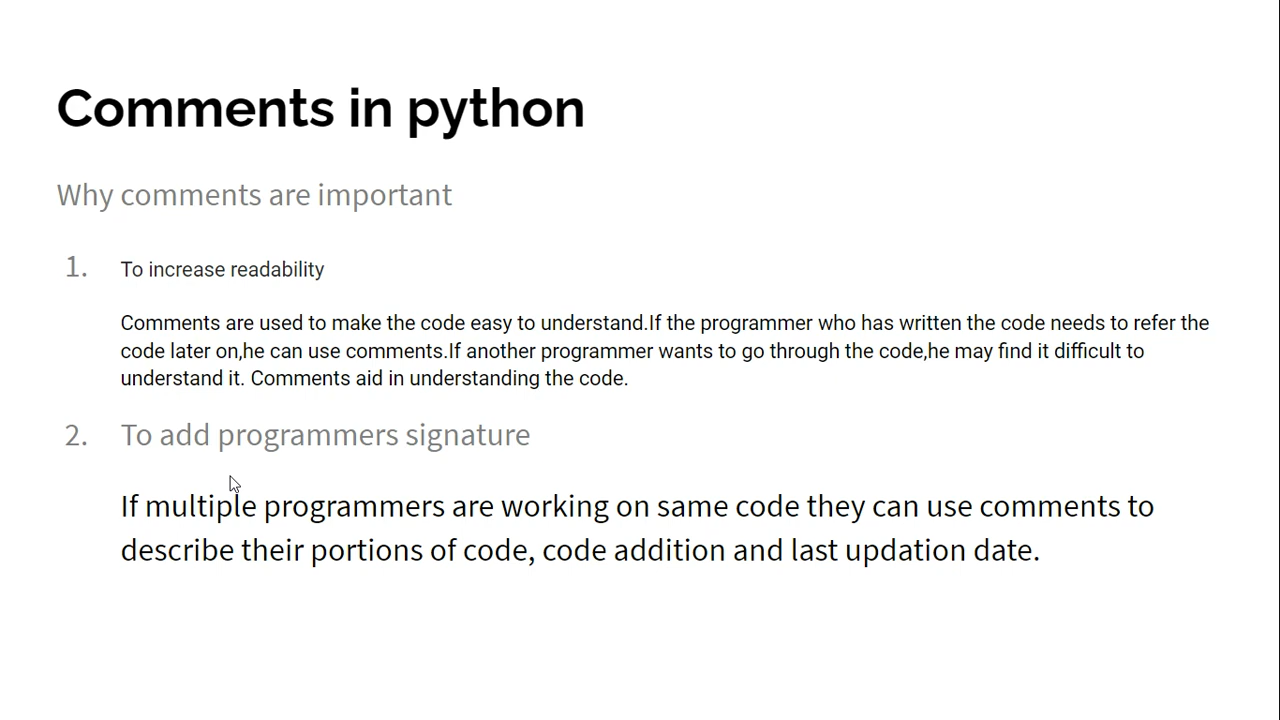 Comments in python
Why comments are important
1. To increase readability
Comments are used to make the code easy to understand.If the programmer who has written the code needs to refer the
code later on,he can use comments.If another programmer wants to go through the code,he may find it difficult to
understand it. Comments aid in understanding the code.
2. To add programmers signature
If multiple programmers are working on same code they can use comments to
describe their portions of code, code addition and last updation date.